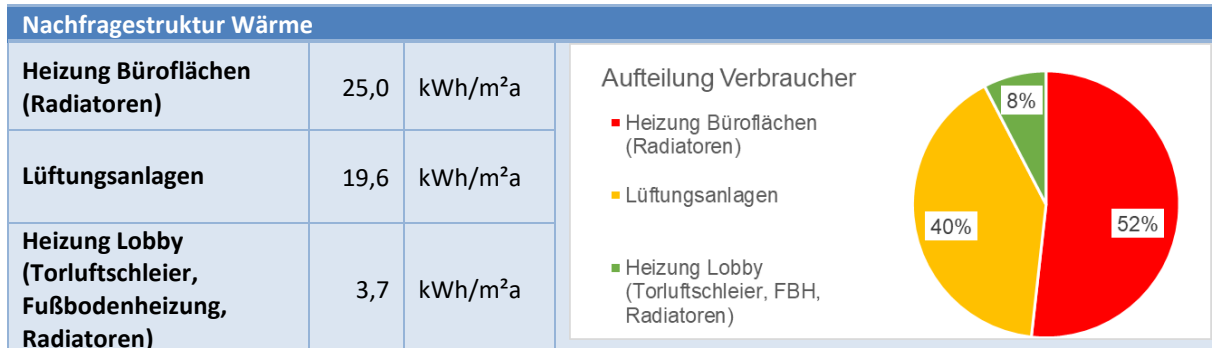 Nachfragestruktur Wärme
Heizung Büroflächen
(Radiatoren)
25,0
kWh/m²a
Lüftungsanlagen
19,6
kWh/m²a
Heizung Lobby
(Torluftschleier,
Fußbodenheizung,
Radiatoren)
3,7
kWh/m²a
Aufteilung Verbraucher
Heizung Büroflächen
(Radiatoren)
Lüftungsanlagen
Heizung Lobby
(Torluftschleier, FBH,
Radiatoren)
8%
40%
52%